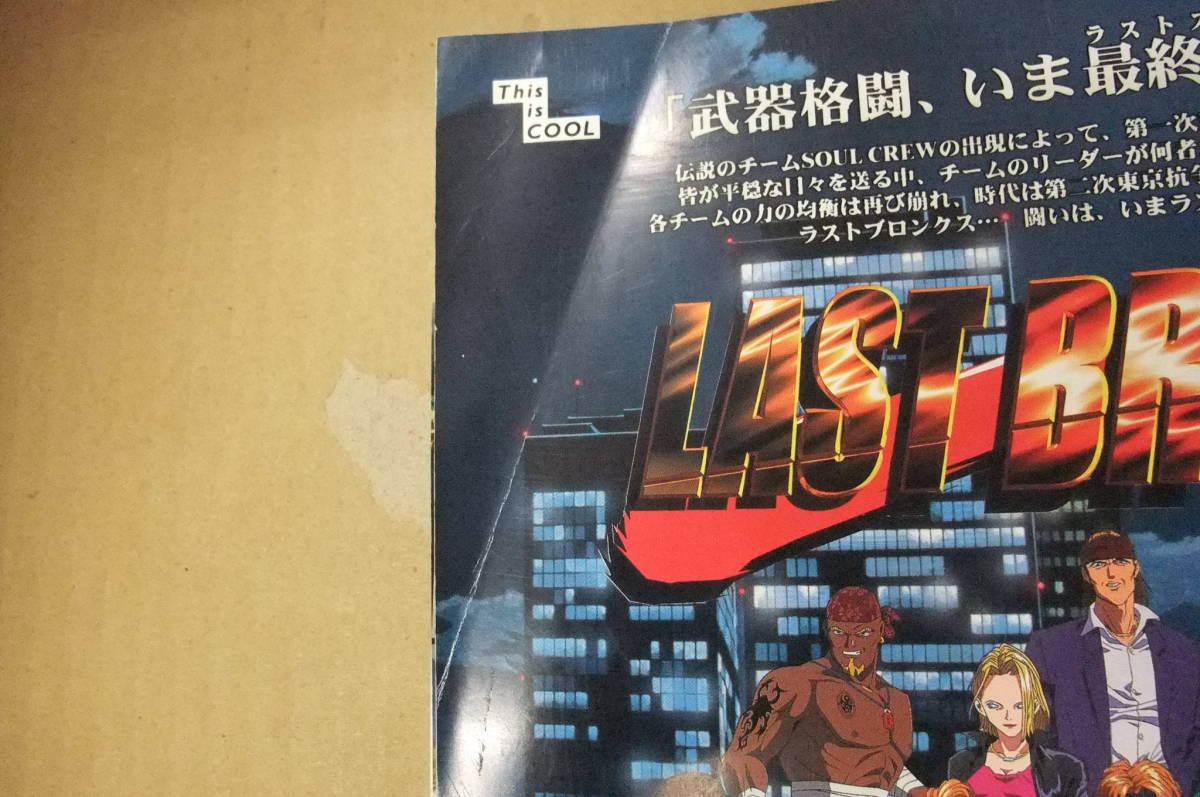 This
is
COOL
ラストス
「武器格闘、いま最終
伝説のチームSOUL CREWの出現によって、第一次
皆が平穏な日々を送る中、チームのリーダーが何者
各チームの力の均衡は再び崩れ、時代は第二次東京抗争
ラストブロンクス… 闘いは、いまラス
LAST BR